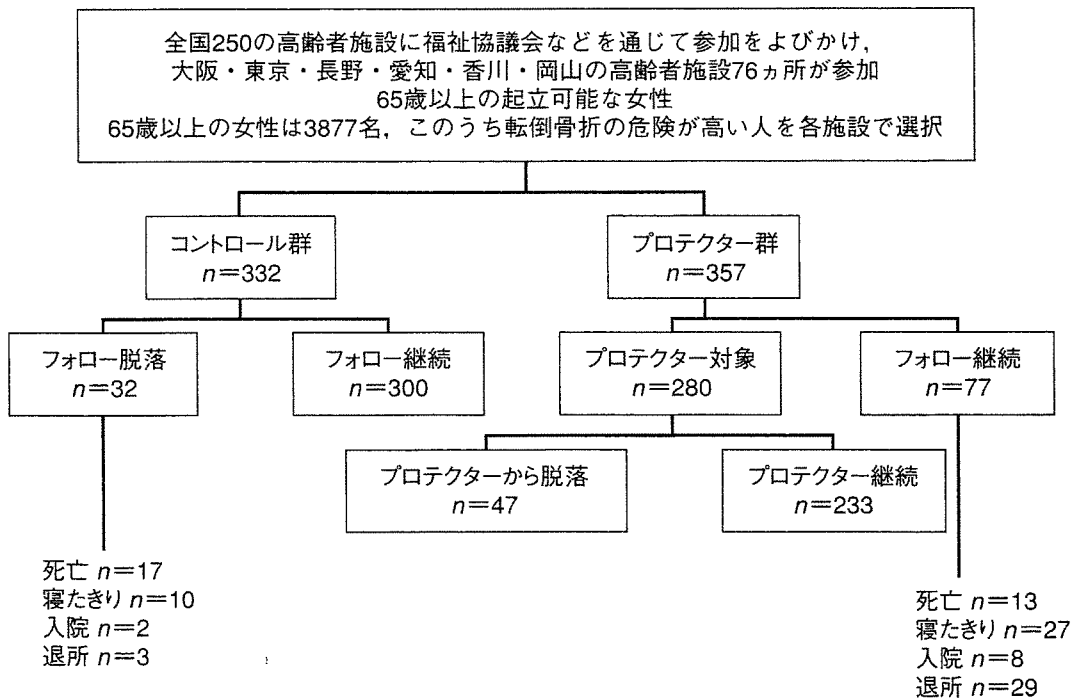 全国250の高齢者施設に福祉協議会などを通じて参加をよびかけ,
大阪・東京・長野・愛知・香川・岡山の高齢者施設76ヵ所が参加
65歳以上の起立可能な女性
65歳以上の女性は3877名, このうち転倒骨折の危険が高い人を各施設で選択
コントロール群
n=332
プロテクター群
n=357
フォロー脱落
n=32
フォロー継続
n=300
プロテクター対象
n=280
フォロー継続
n=77
プロテクターから脱落
n=47
プロテクター継続
n=233
死亡 n=17
寝たきり n=10
入院 n=2
退所 n=3
死亡 n=13
寝たきり n=27
入院 n=8
退所 n=29